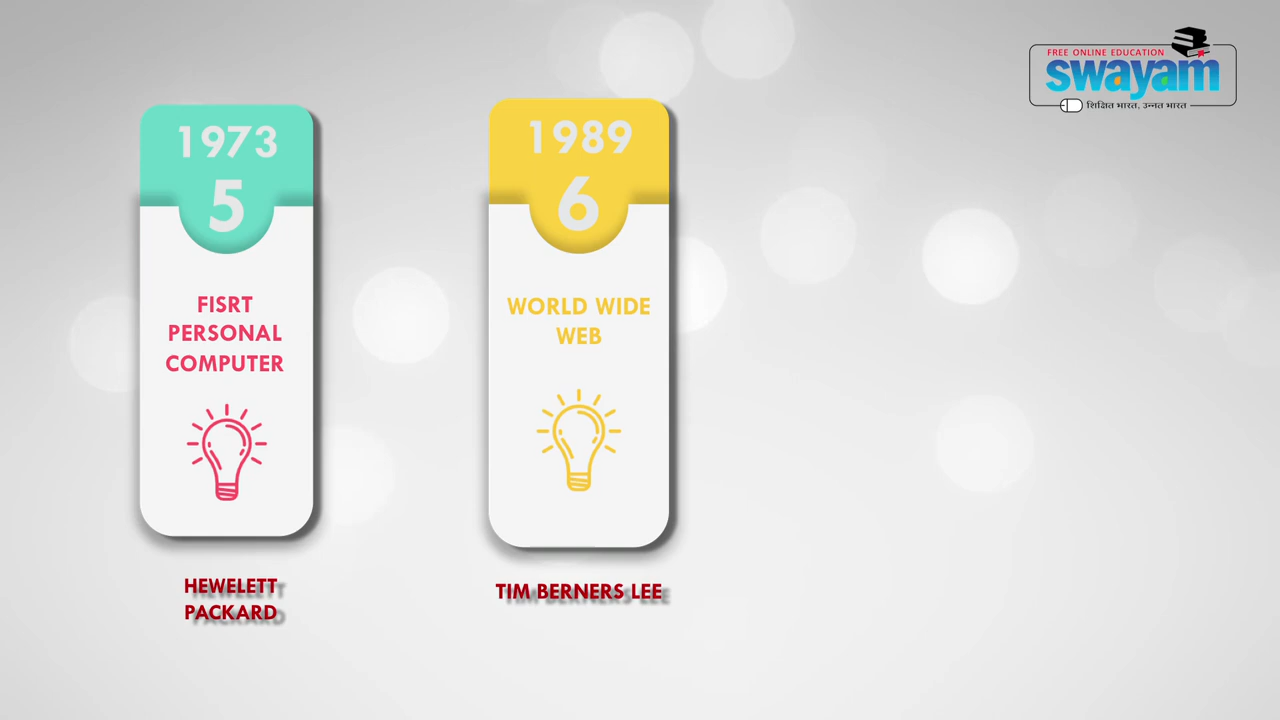 FREE ONLINE EDUCATION
swayam
शिक्षित भारत, उन्नत भारत
1973
5
FISRT
PERSONAL
COMPUTER
HEWELETT
PACKARD
1989
6
WORLD WIDE
WEB
TIM BERNERS LEE